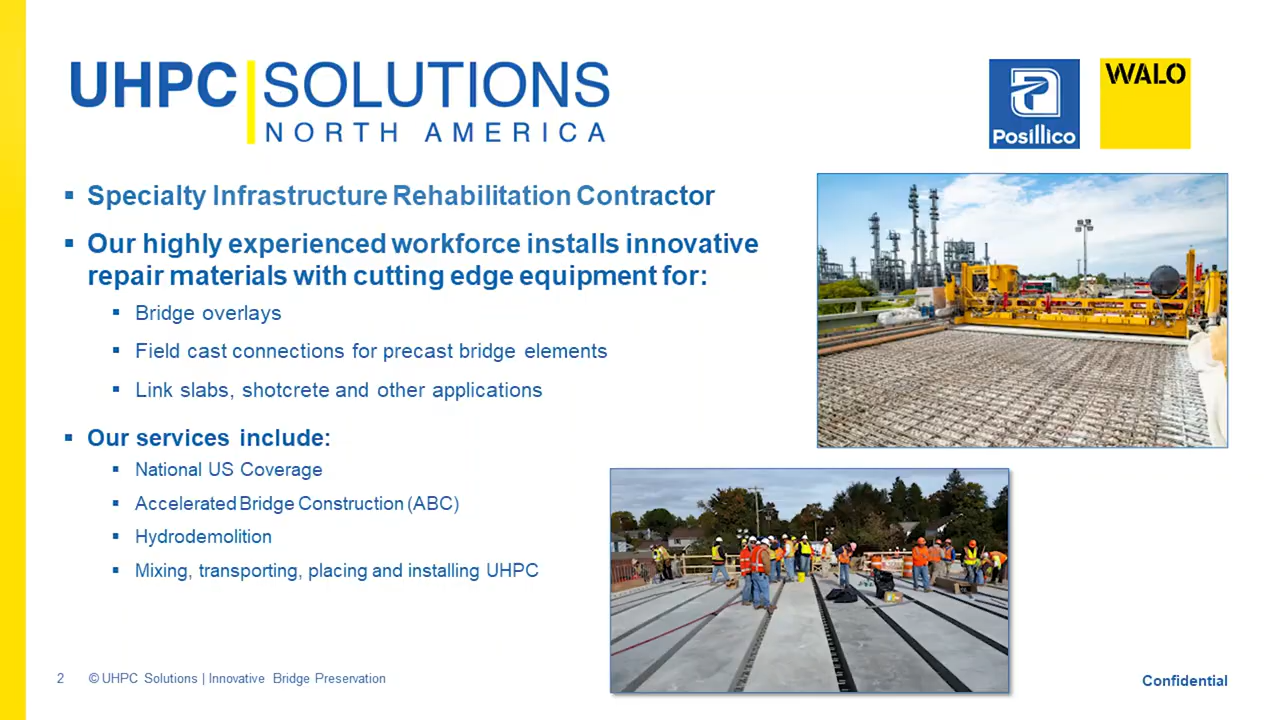 UHPC SOLUTIONS
NORTH AMERICA
Posillico
WALO
▪ Specialty Infrastructure Rehabilitation Contractor
▪ Our highly experienced workforce installs innovative
repair materials with cutting edge equipment for:
▪ Bridge overlays
▪ Field cast connections for precast bridge elements
▪ Link slabs, shotcrete and other applications
▪ Our services include:
▪ National US Coverage
▪ Accelerated Bridge Construction (ABC)
▪ Hydrodemolition
▪ Mixing, transporting, placing and installing UHPC
2 © UHPC Solutions | Innovative Bridge Preservation
Confidential